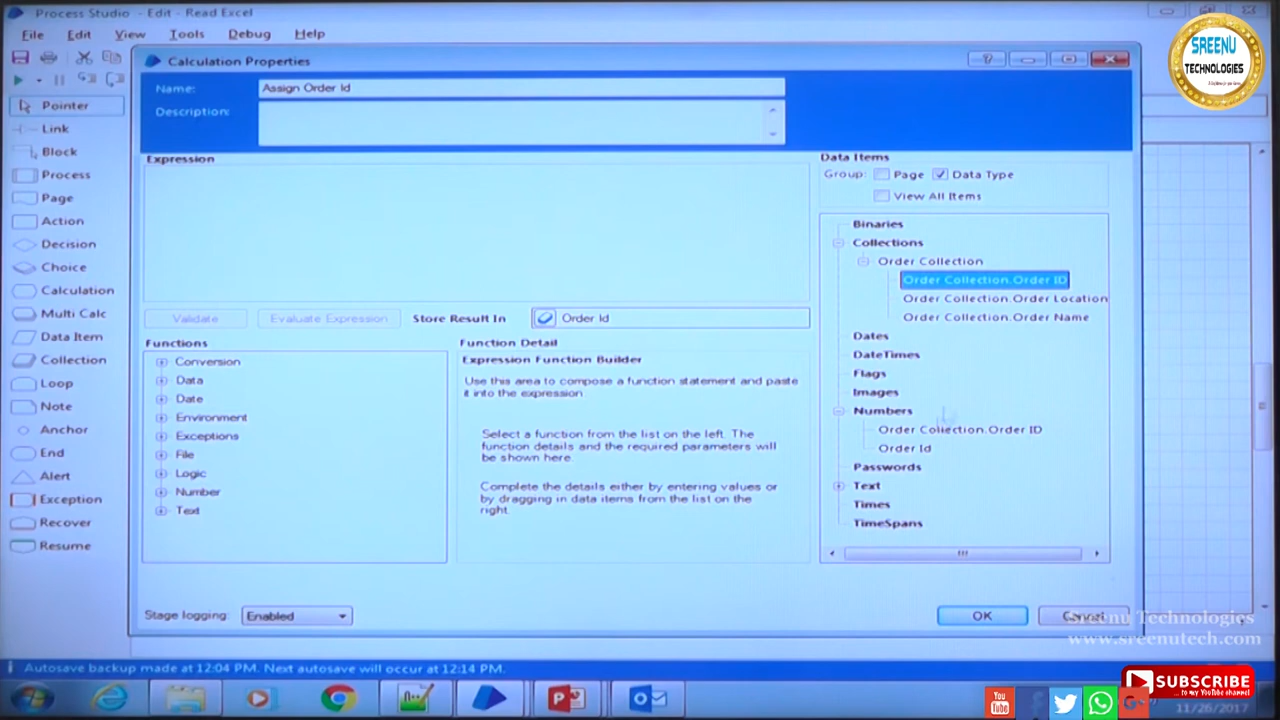 Process Studio - Edit - Read Excel
File Edit View Tools Debug Help
SREENU
TECHNOLOGIES
Calculation Properties
Name: Assign Order Id
Description:
Pointer
Link
Block
Process
Page
Action
Decision
Choice
Calculation
Multi Calc
Data Item
Collection
Loop
Note
Anchor
End
Alert
Exception
Recover
Resume
Expression
Validate Evaluate Expression Store Result In Order Id
Functions
Conversion
Data
Date
Environment
Exceptions
File
Logic
Number
Text
Function Detail
Expression Function Builder
Use this area to compose a function statement and paste
it into the expression.
Select a function from the list on the left. The
function details and the required parameters will
be shown here.
Complete the details either by entering values or
by dragging in data items from the list on the
right.
Data Items
Group: Page Data Type
View All Items
Binaries
Collections
Order Collection
Order Collection.Order ID
Order Collection.Order Location
Order Collection.Order Name
Dates
DateTimes
Flags
Images
Numbers
Order Collection.Order ID
Order Id
Passwords
Text
Times
TimeSpans
Stage logging: Enabled
OK Cancel
Sreenu Technologies
www.sreenutech.com
Autosave backup made at 12:04 PM. Next autosave will occur at 12:14 PM.
SUBSCRIBE
to my YouTube channel
You
Tube
11/26/2017